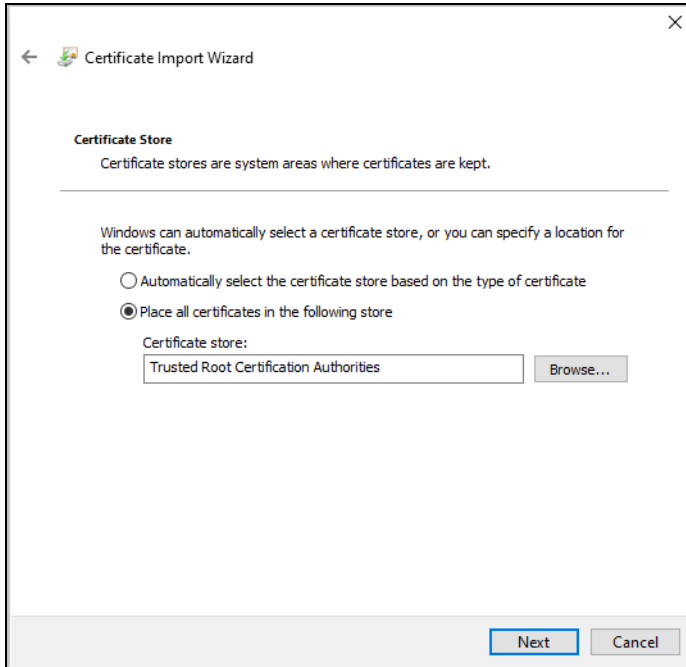 Certificate Import Wizard
Certificate Store
Certificate stores are system areas where certificates are kept.
Windows can automatically select a certificate store, or you can specify a location for
the certificate.
Automatically select the certificate store based on the type of certificate
Place all certificates in the following store
Certificate store:
Trusted Root Certification Authorities
Browse...
Next
Cancel